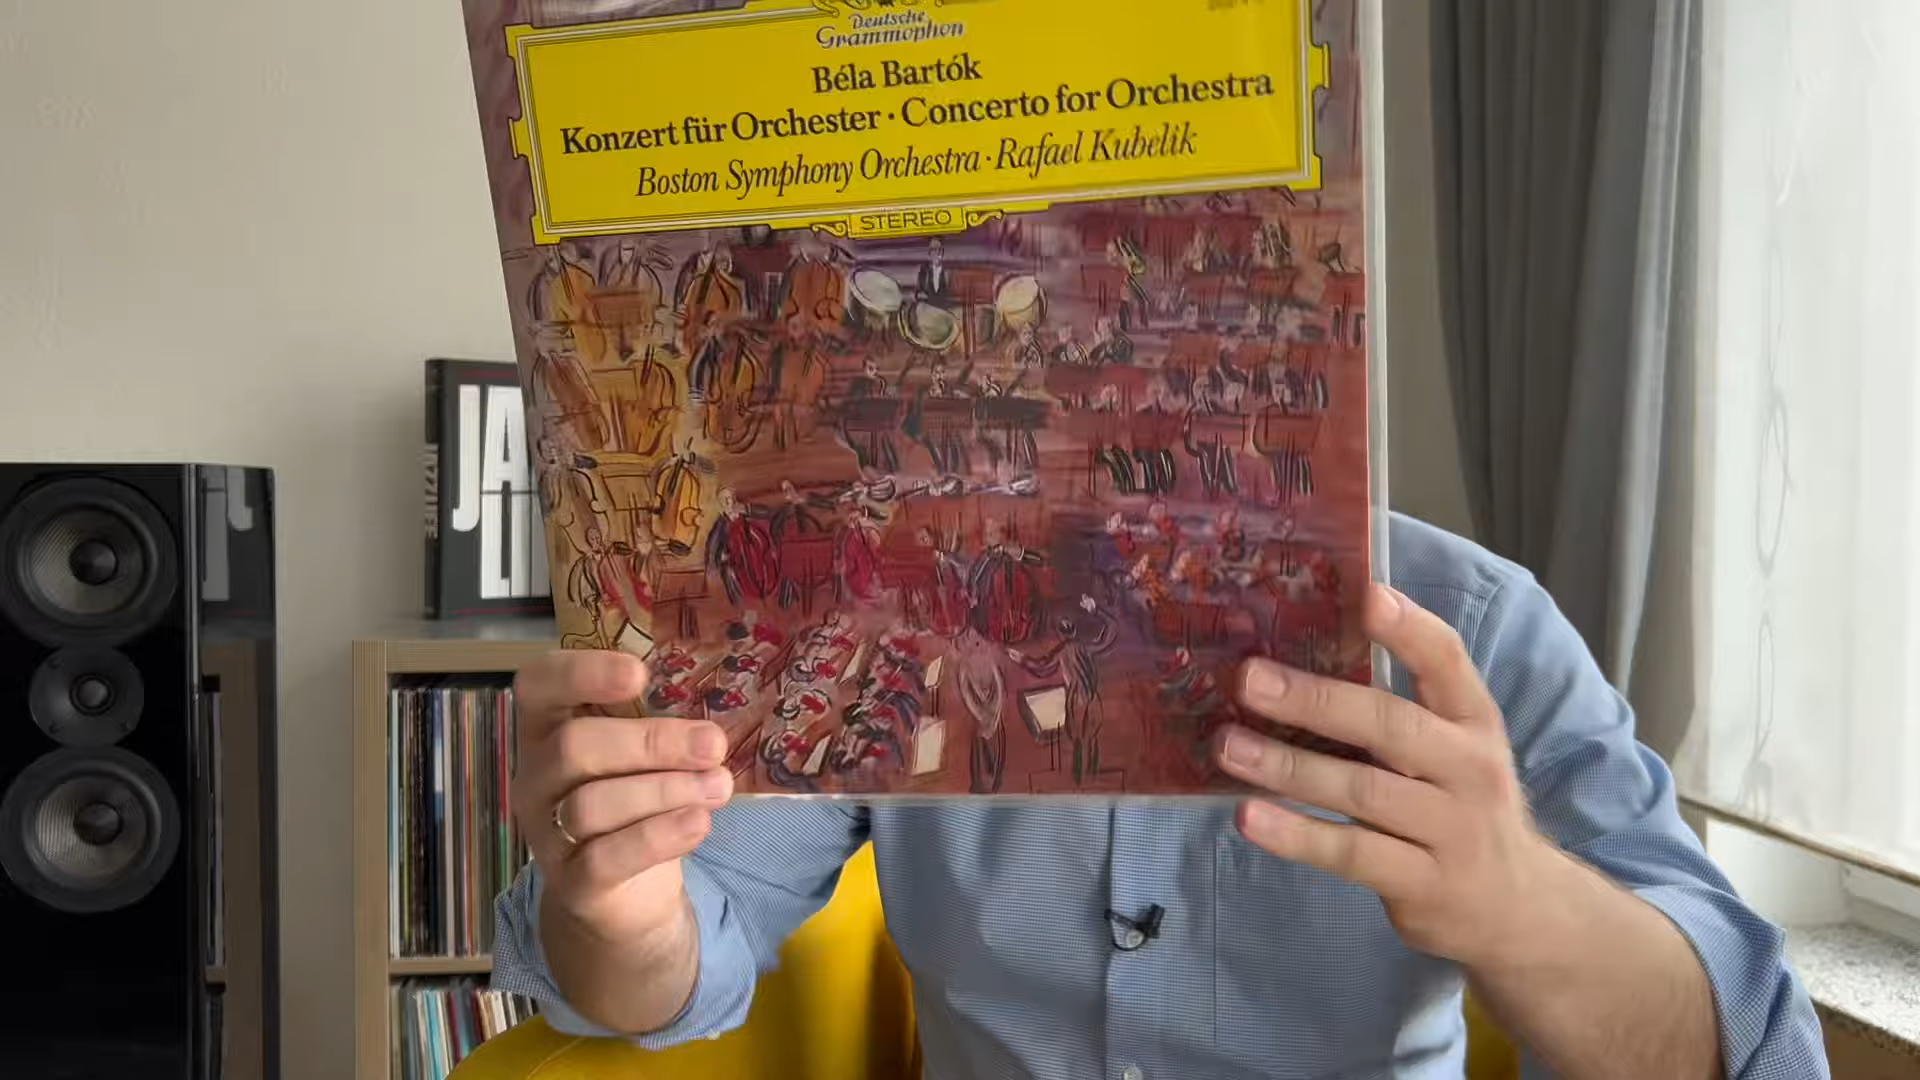 Deutsche
Grammophon
Béla Bartók
Konzert für Orchester · Concerto for Orchestra
Boston Symphony Orchestra · Rafael Kubelik
STEREO